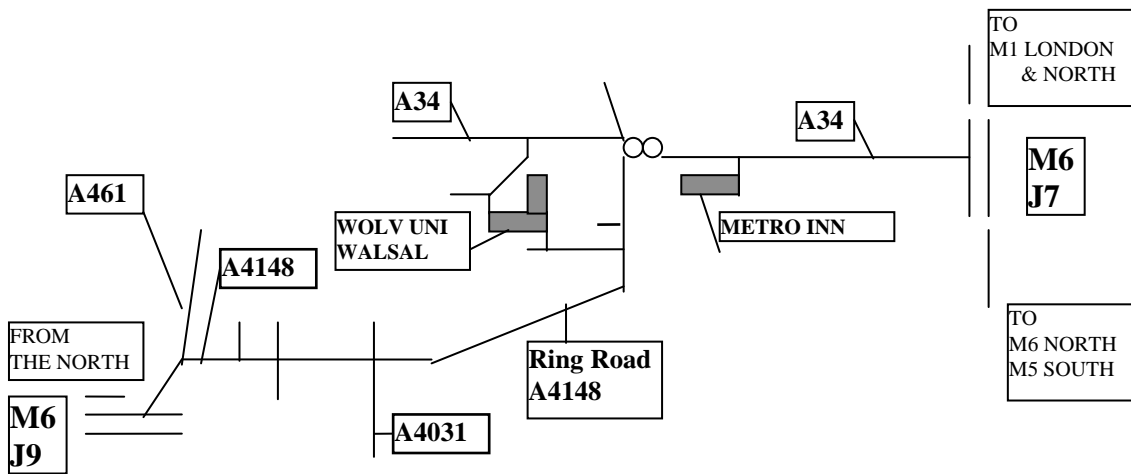 TO
M1 LONDON
& NORTH
A34
A34
M6
J7
A461
WOLV UNI
WALSAL
METRO INN
A4148
FROM
THE NORTH
TO
M6 NORTH
M5 SOUTH
Ring Road
A4148
M6
J9
A4031